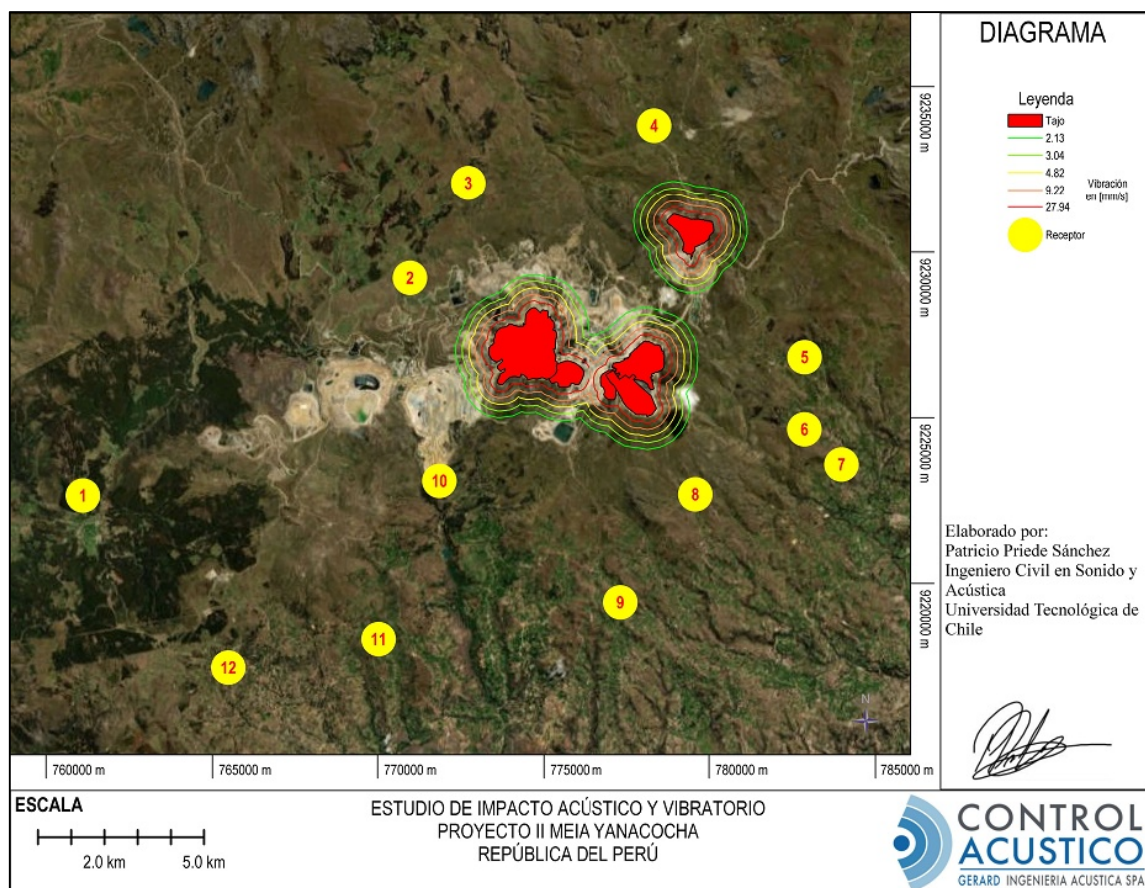 DIAGRAMA
Leyenda
Tajo
2.13
3.04
4.82
9.22
27.94
Vibración
en [mm/s]
Receptor
4
3
2
5
6
7
1
10
8
9
11
12
N
9235000 m
9230000 m
9225000 m
9220000 m
760000 m
765000 m
770000 m
775000 m
780000 m
785000 m
Elaborado por:
Patricio Priede Sánchez
Ingeniero Civil en Sonido y
Acústica
Universidad Tecnológica de
Chile
ESCALA
2.0 km
5.0 km
ESTUDIO DE IMPACTO ACÚSTICO Y VIBRATORIO
PROYECTO II MEIA YANACOCHA
REPÚBLICA DEL PERÚ
CONTROL
ACUSTICO
GERARD INGENIERIA ACUSTICA SPA